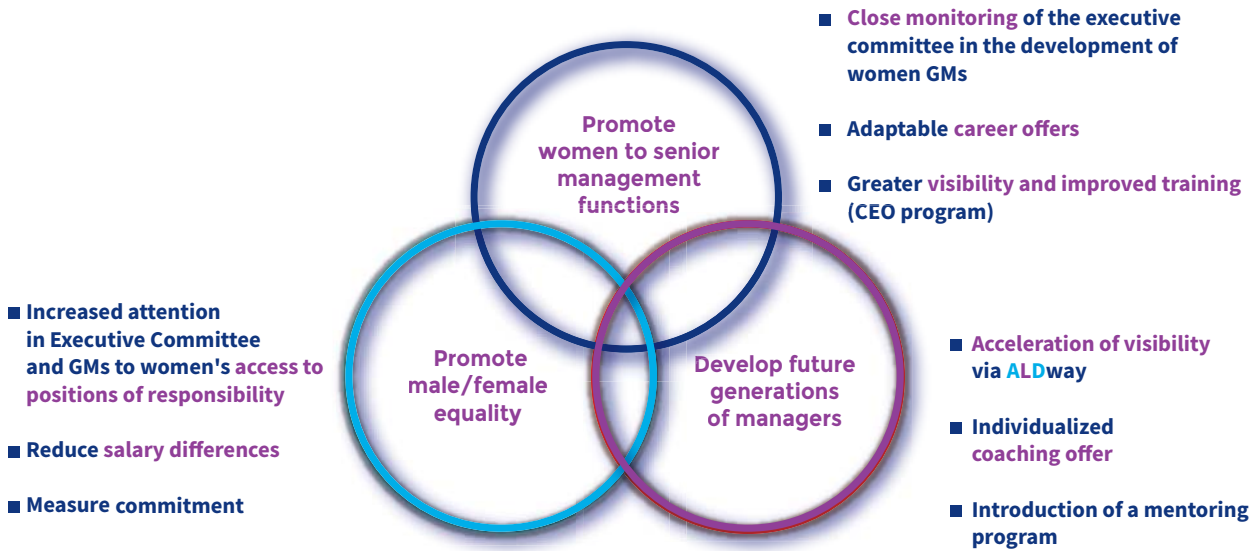 ■ Close monitoring of the executive
committee in the development of
women GMs
■ Adaptable career offers
■ Greater visibility and improved training
(CEO program)
Promote
women to senior
management
functions
■ Increased attention
in Executive Committee
and GMs to women's access to
positions of responsibility
■ Reduce salary differences
■ Measure commitment
Promote
male/female
equality
Develop future
generations
of managers
■ Acceleration of visibility
via ALDway
■ Individualized
coaching offer
■ Introduction of a mentoring
program